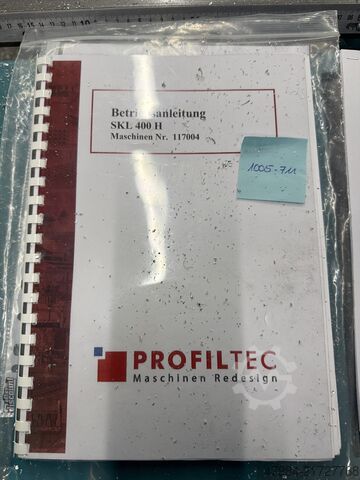 Betriebsanleitung
SKL 400 H
Maschinen Nr. 117004
1005-711
PROFILTEC
Maschinen Redesign